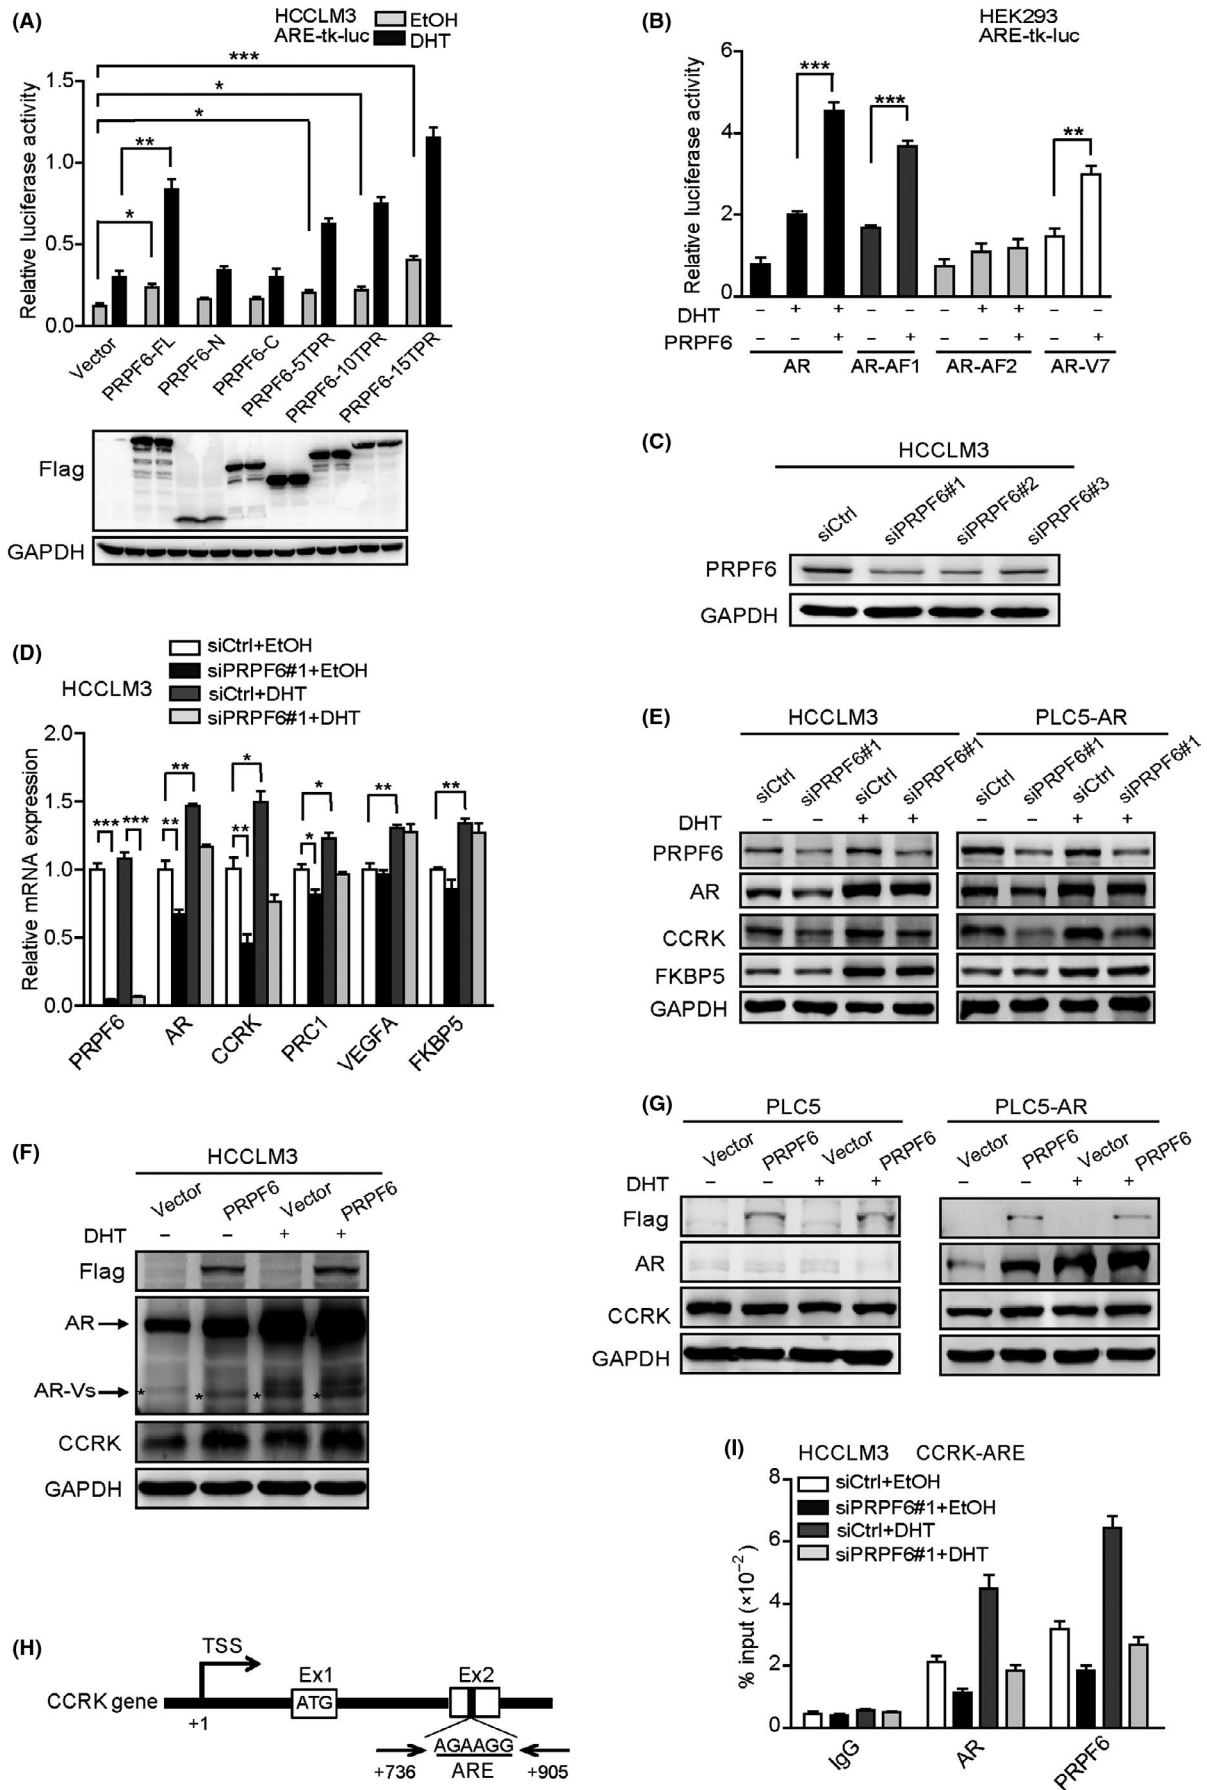 (A)
HCCLM3
ARE-tk-luc
EtOH
DHT
Relative luciferase activity
1.5
1.0
0.5
0.0
***
*
*
**
*
Vector
PRPF6-FL
PRPF6-N
PRPF6-C
PRPF6-5TPR
PRPF6-10TPR
PRPF6-15TPR
Flag
GAPDH
(B)
HEK293
ARE-tk-luc
Relative luciferase activity
6
4
2
0
***
***
**
DHT – + + – – – + + – –
PRPF6 – – + – + – – + – +
AR AR-AF1 AR-AF2 AR-V7
(C)
HCCLM3
siCtrl
siPRPF6#1
siPRPF6#2
siPRPF6#3
PRPF6
GAPDH
(D)
HCCLM3
siCtrl+EtOH
siPRPF6#1+EtOH
siCtrl+DHT
siPRPF6#1+DHT
Relative mRNA expression
2.0
1.5
1.0
0.5
0.0
*** ***
** **
** *
* *
**
**
PRPF6
AR
CCRK
PRC1
VEGFA
FKBP5
(E)
HCCLM3 PLC5-AR
siCtrl siPRPF6#1 siCtrl siPRPF6#1 siCtrl siPRPF6#1 siCtrl siPRPF6#1
DHT – – + + – – + +
PRPF6
AR
CCRK
FKBP5
GAPDH
(F)
HCCLM3
Vector PRPF6 Vector PRPF6
DHT – – + +
Flag
AR
AR-Vs * * * *
CCRK
GAPDH
(G)
PLC5 PLC5-AR
Vector PRPF6 Vector PRPF6 Vector PRPF6 Vector PRPF6
DHT – – + + – – + +
Flag
AR
CCRK
GAPDH
(H)
TSS
Ex1 Ex2
CCRK gene
ATG
+1
AGAAGG
+736 ARE +905
(I)
HCCLM3 CCRK-ARE
siCtrl+EtOH
siPRPF6#1+EtOH
siCtrl+DHT
siPRPF6#1+DHT
% input (×10⁻²)
8
6
4
2
0
IgG
AR
PRPF6